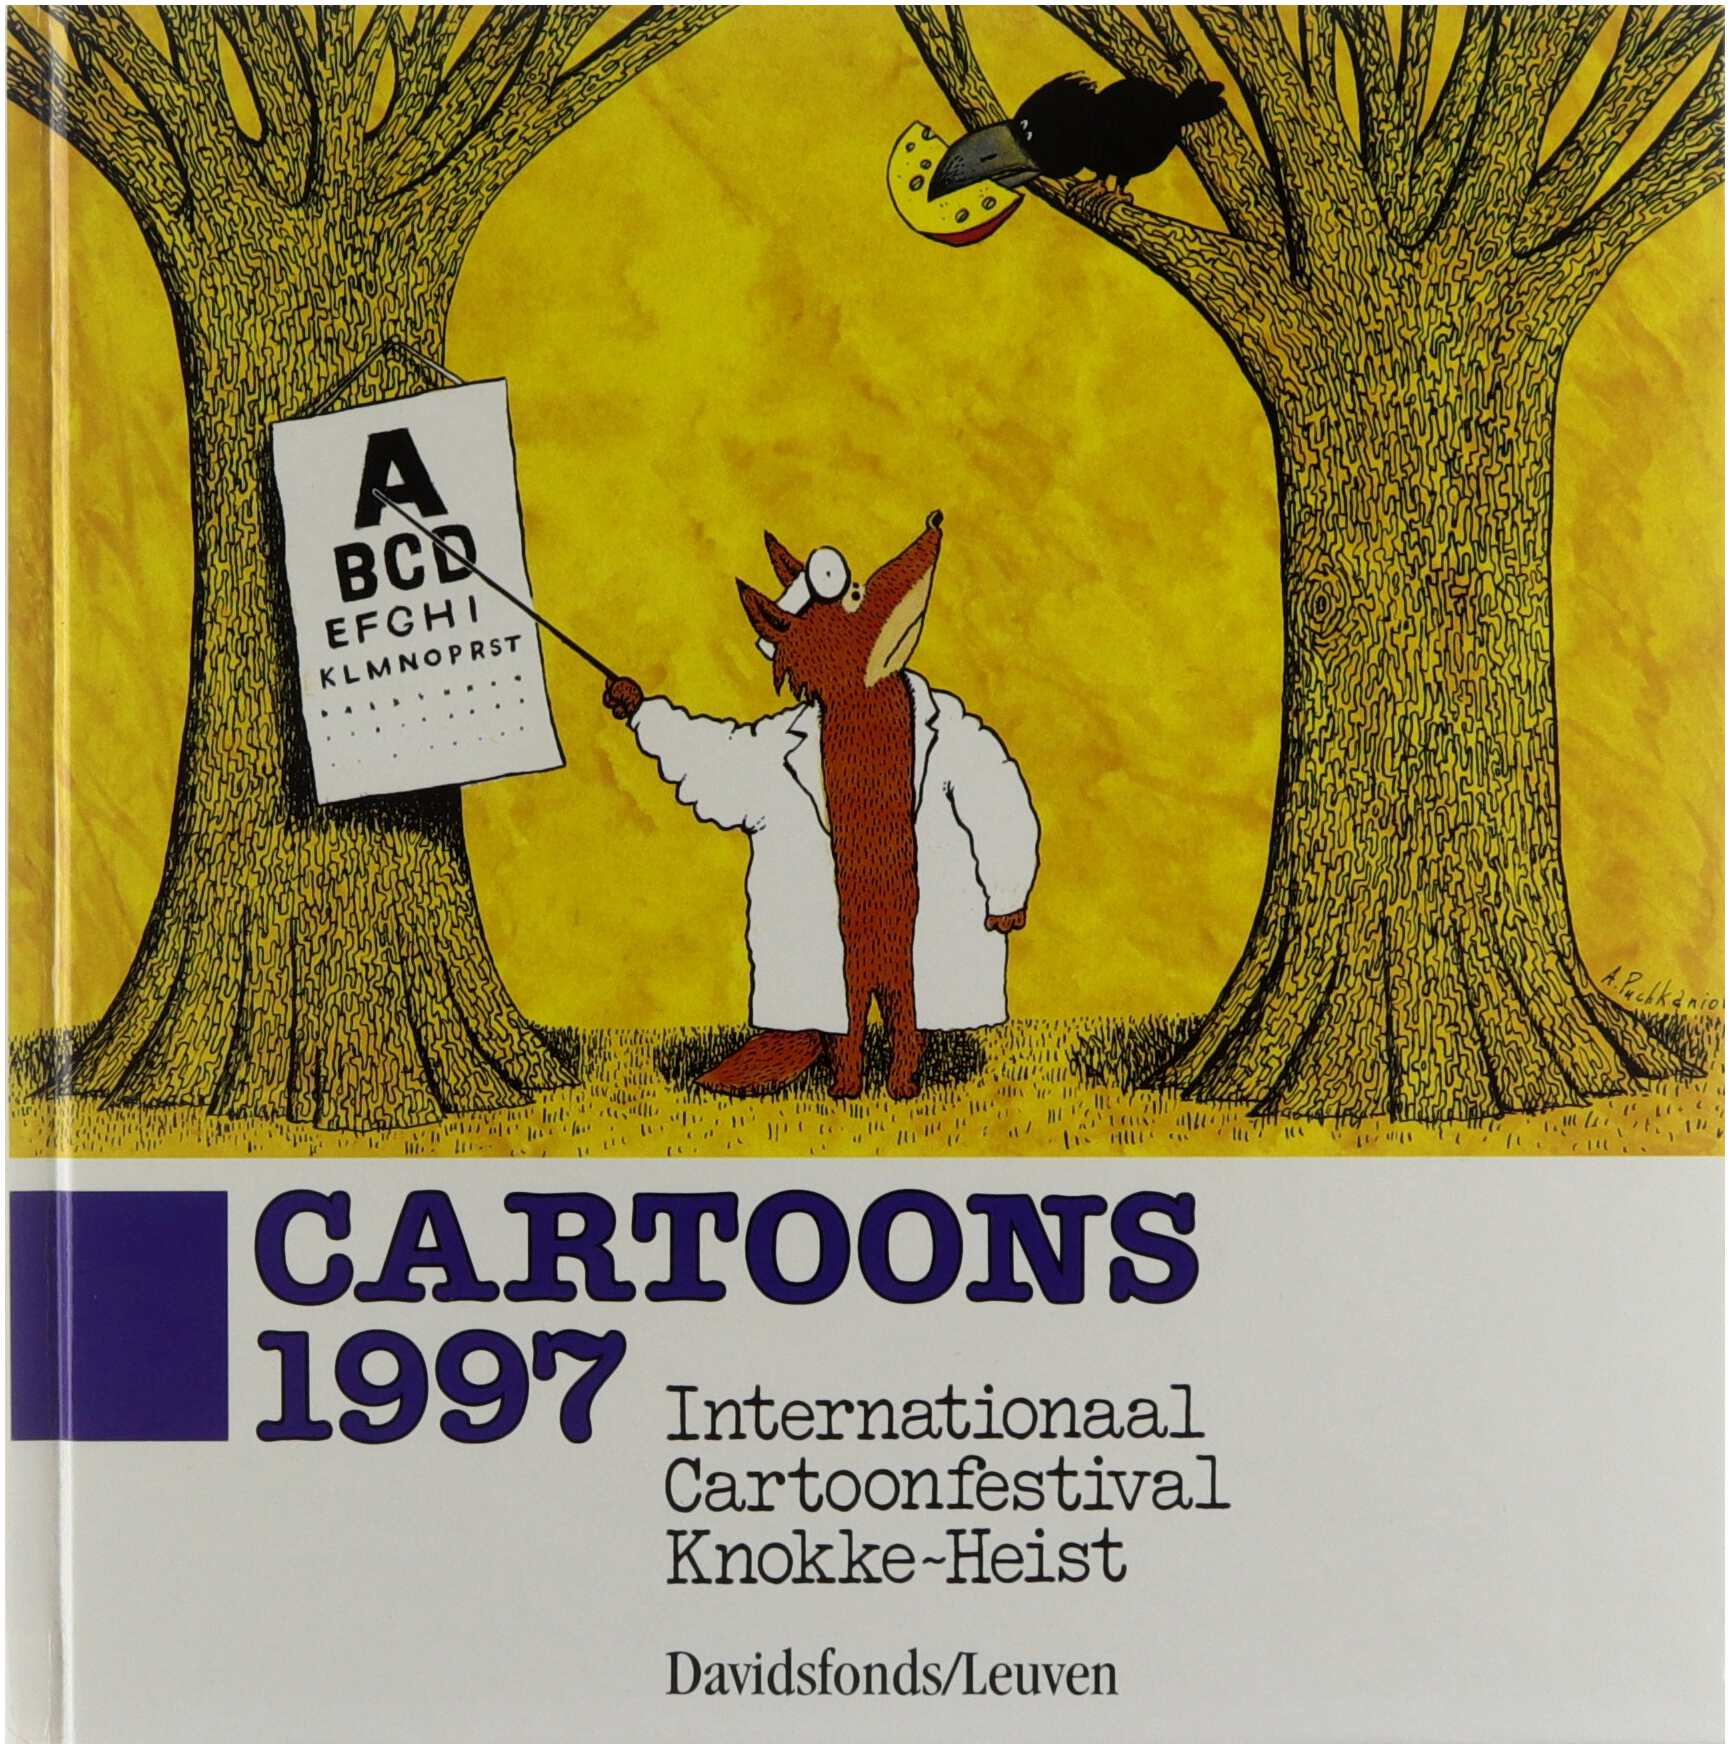 A
BCD
EFGHI
KLMNOPRST
CARTOONS
1997
Internationaal
Cartoonfestival
Knokke~Heist
Davidsfonds/Leuven